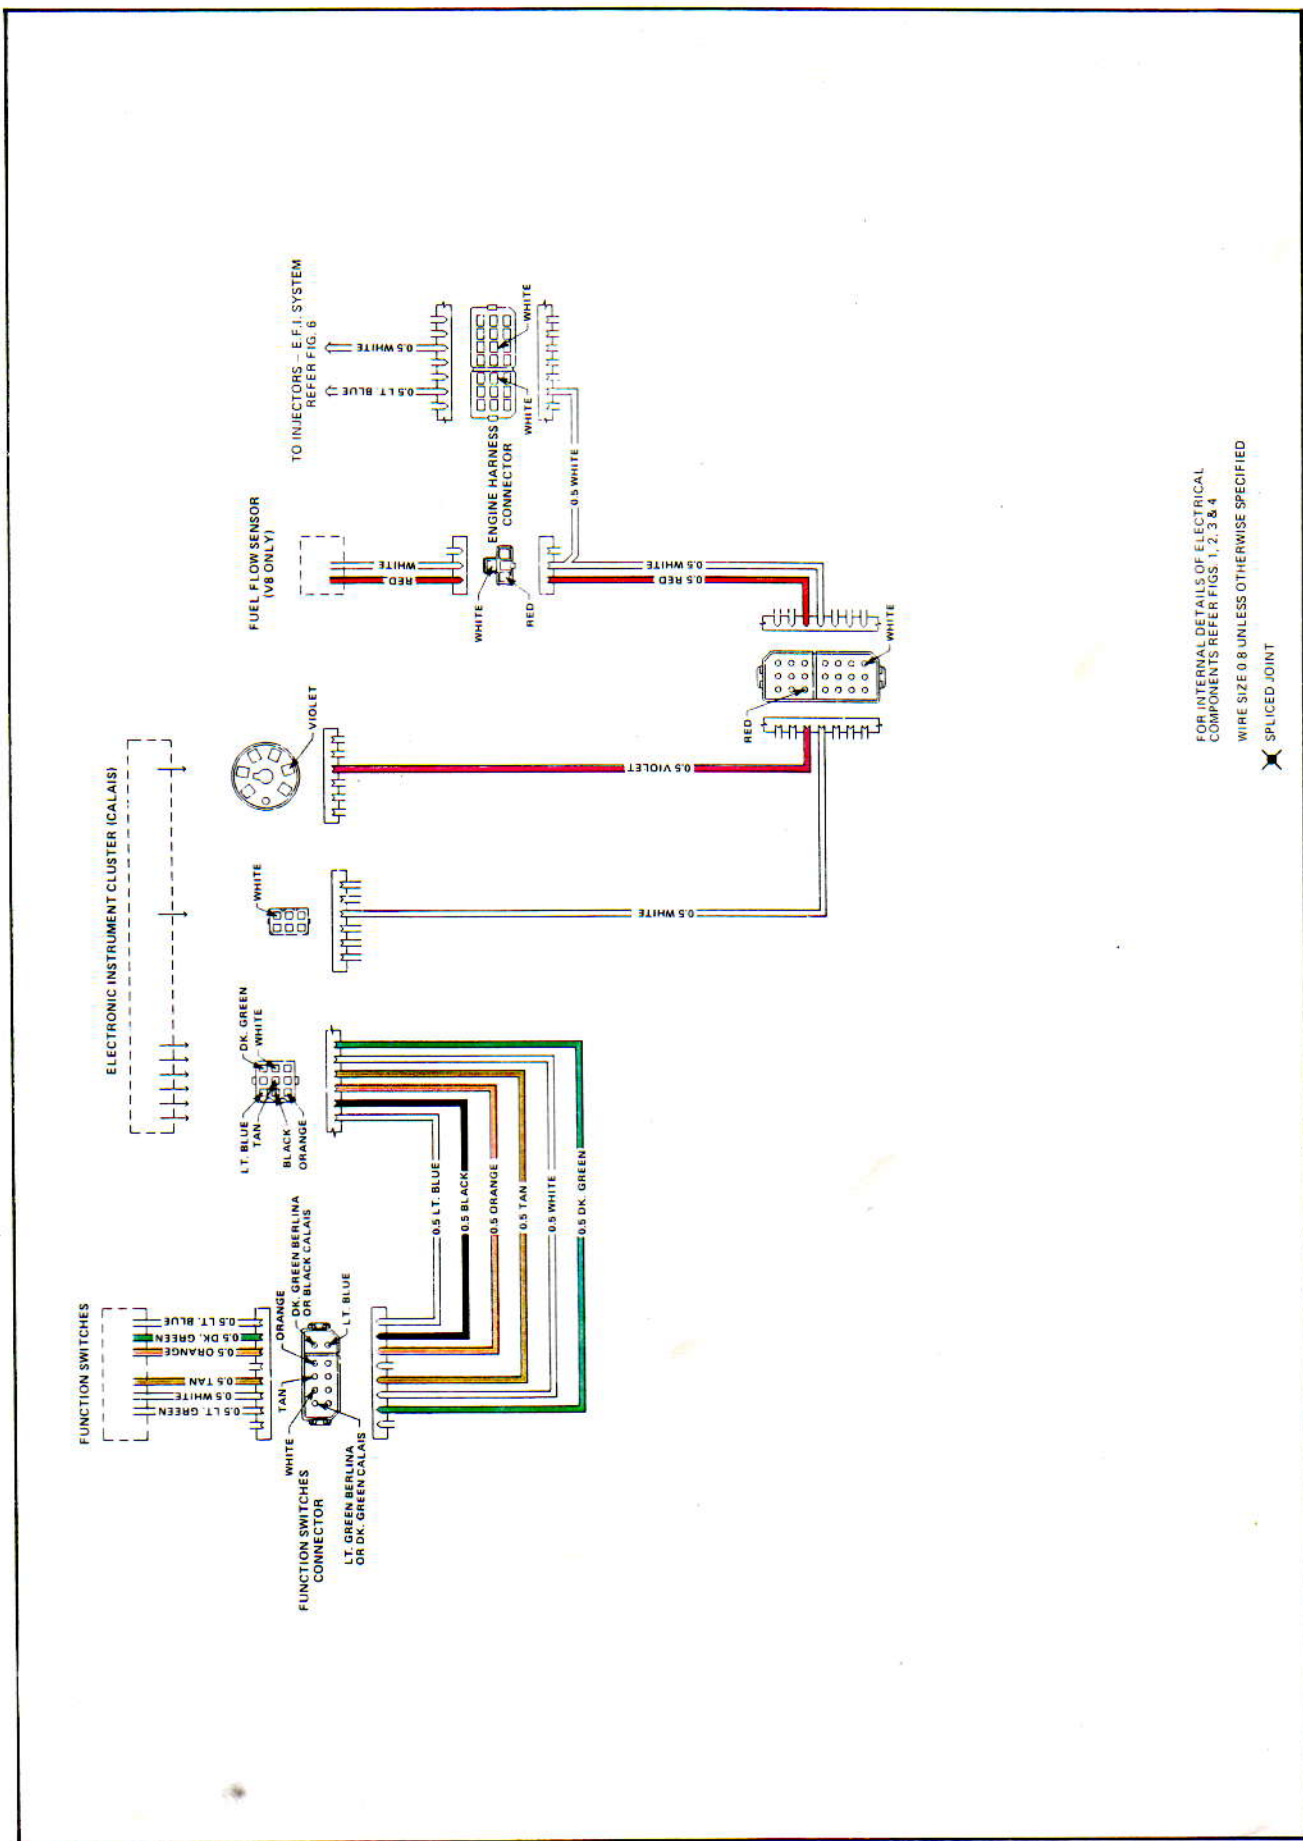 FUNCTION SWITCHES
0.5 LT. GREEN
0.5 WHITE
0.5 TAN
0.5 ORANGE
0.5 DK. GREEN
0.5 LT. BLUE
FUNCTION SWITCHES
CONNECTOR
WHITE
TAN
ORANGE
DK. GREEN BERLINA
OR BLACK CALAIS
LT. BLUE
LT. GREEN BERLINA
OR DK. GREEN CALAIS
0.5 LT. BLUE
0.5 BLACK
0.5 ORANGE
0.5 TAN
0.5 WHITE
0.5 DK. GREEN
ELECTRONIC INSTRUMENT CLUSTER (CALAIS)
LT. BLUE
TAN
BLACK
ORANGE
DK. GREEN
WHITE
WHITE
VIOLET
0.5 WHITE
0.5 VIOLET
FUEL FLOW SENSOR
(V8 ONLY)
RED
WHITE
WHITE
RED
ENGINE HARNESS
CONNECTOR
TO INJECTORS - E.F.I. SYSTEM
REFER FIG. 6
0.5 LT. BLUE
0.5 WHITE
WHITE
WHITE
0.5 WHITE
0.5 WHITE
0.5 RED
RED
WHITE
FOR INTERNAL DETAILS OF ELECTRICAL
COMPONENTS REFER FIGS. 1, 2, 3 & 4
WIRE SIZE 0.8 UNLESS OTHERWISE SPECIFIED
SPLICED JOINT